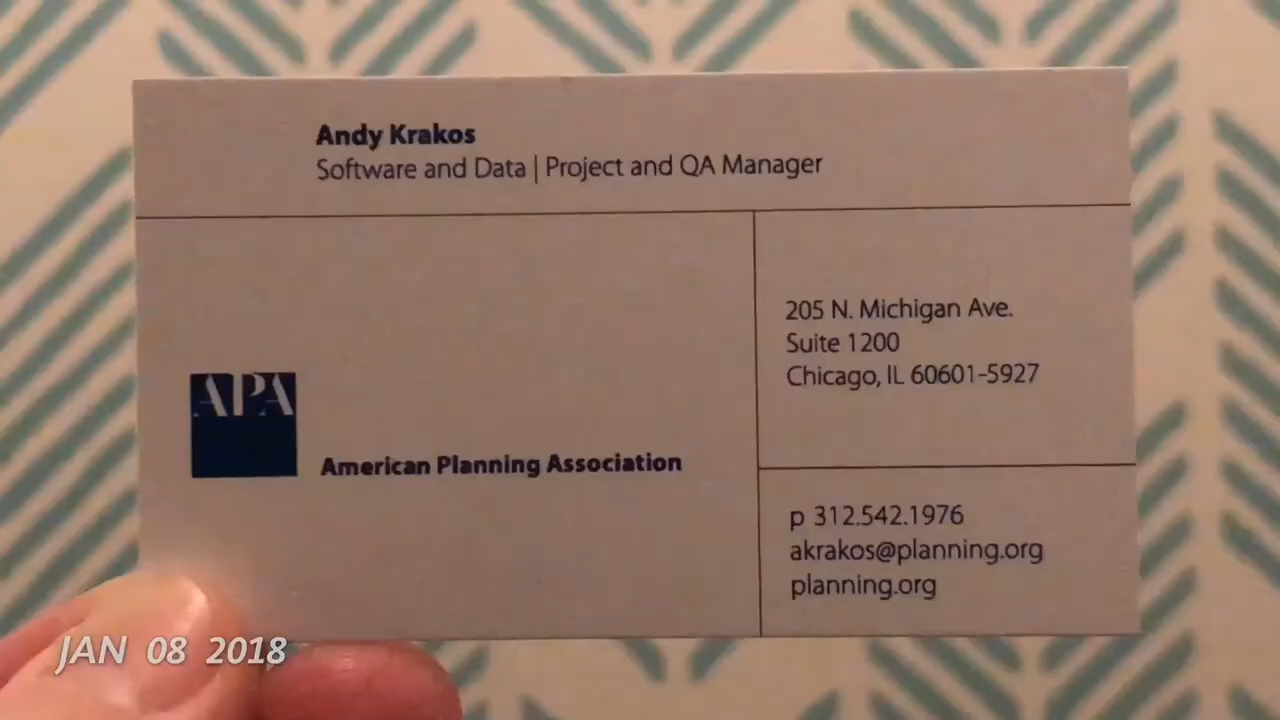 Andy Krakos
Software and Data | Project and QA Manager
APA
American Planning Association
205 N. Michigan Ave.
Suite 1200
Chicago, IL 60601-5927
p 312.542.1976
akrakos@planning.org
planning.org
JAN 08 2018